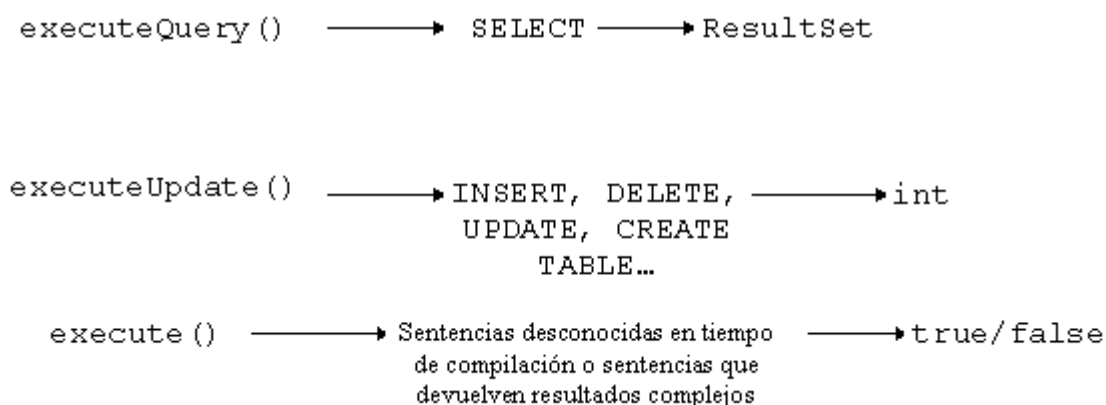 executeQuery() SELECT ResultSet
executeUpdate() INSERT, DELETE, int
UPDATE, CREATE
TABLE…
execute() Sentencias desconocidas en tiempo true/false
de compilación o sentencias que
devuelven resultados complejos